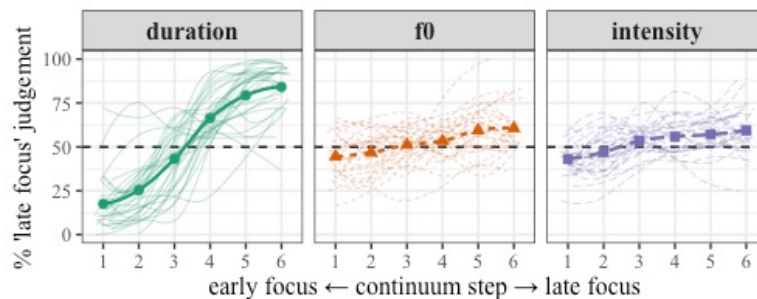 duration f0 intensity
% 'late focus' judgement
100
75
50
25
0
1 2 3 4 5 6 1 2 3 4 5 6 1 2 3 4 5 6
early focus ← continuum step → late focus